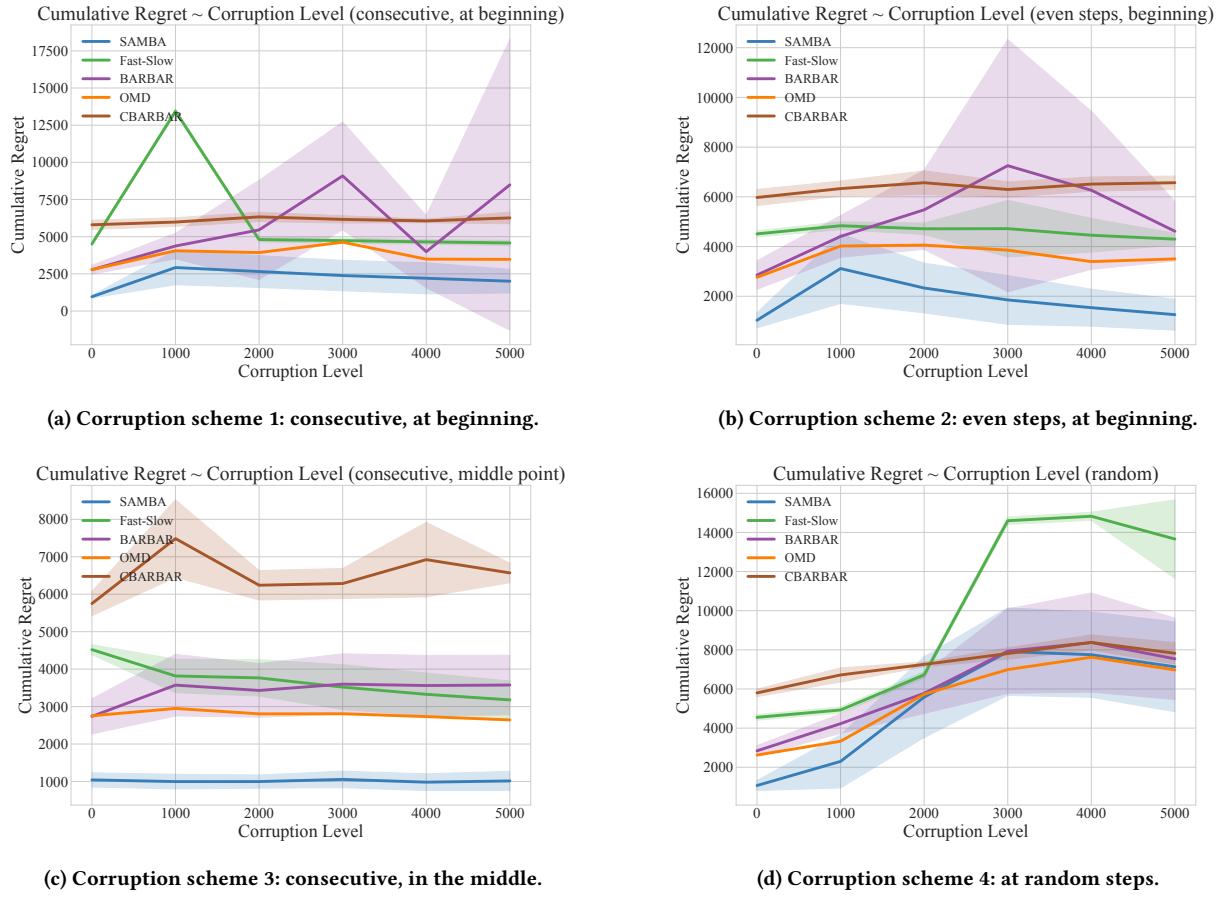 Cumulative Regret ~ Corruption Level (consecutive, at beginning)
17500
15000
12500
10000
7500
5000
2500
0
Cumulative Regret
SAMBA
Fast-Slow
BARBAR
OMD
CBARBAR
0 1000 2000 3000 4000 5000
Corruption Level
(a) Corruption scheme 1: consecutive, at beginning.
Cumulative Regret ~ Corruption Level (even steps, beginning)
12000
10000
8000
6000
4000
2000
Cumulative Regret
SAMBA
Fast-Slow
BARBAR
OMD
CBARBAR
0 1000 2000 3000 4000 5000
Corruption Level
(b) Corruption scheme 2: even steps, at beginning.
Cumulative Regret ~ Corruption Level (consecutive, middle point)
8000
7000
6000
5000
4000
3000
2000
1000
Cumulative Regret
SAMBA
Fast-Slow
BARBAR
OMD
CBARBAR
0 1000 2000 3000 4000 5000
Corruption Level
(c) Corruption scheme 3: consecutive, in the middle.
Cumulative Regret ~ Corruption Level (random)
16000
14000
12000
10000
8000
6000
4000
2000
Cumulative Regret
SAMBA
Fast-Slow
BARBAR
OMD
CBARBAR
0 1000 2000 3000 4000 5000
Corruption Level
(d) Corruption scheme 4: at random steps.